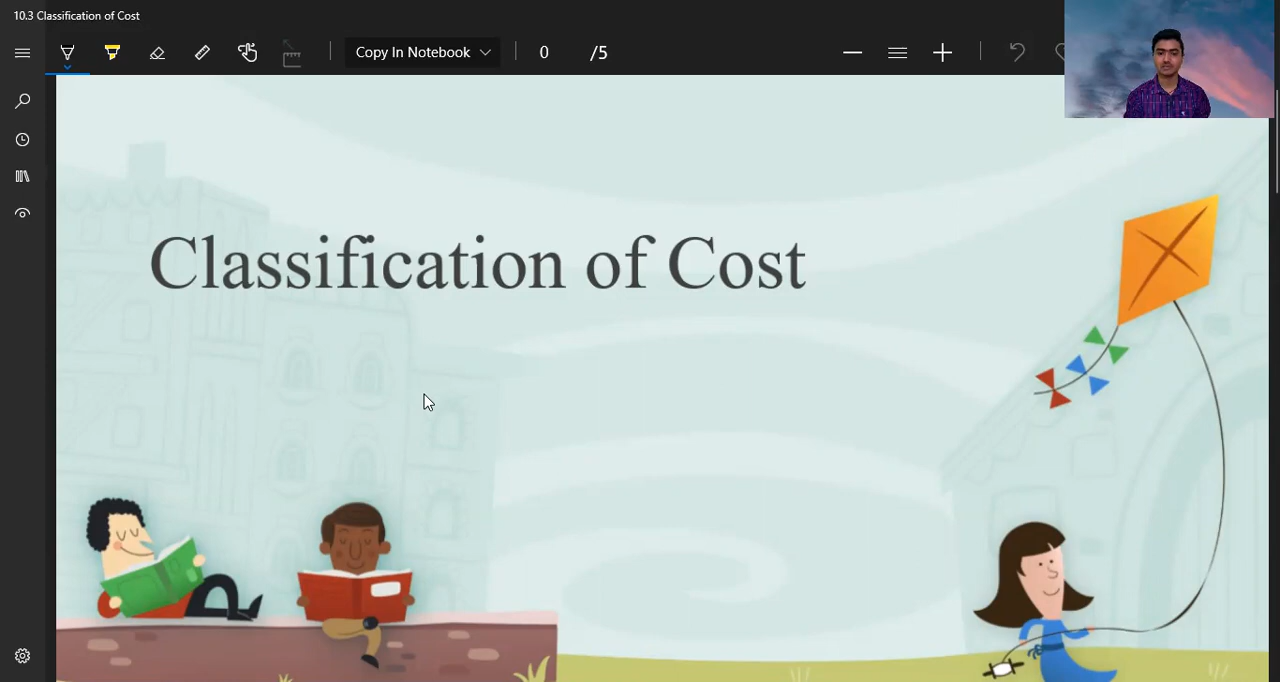 10.3 Classification of Cost
Copy In Notebook
0 /5
Classification of Cost